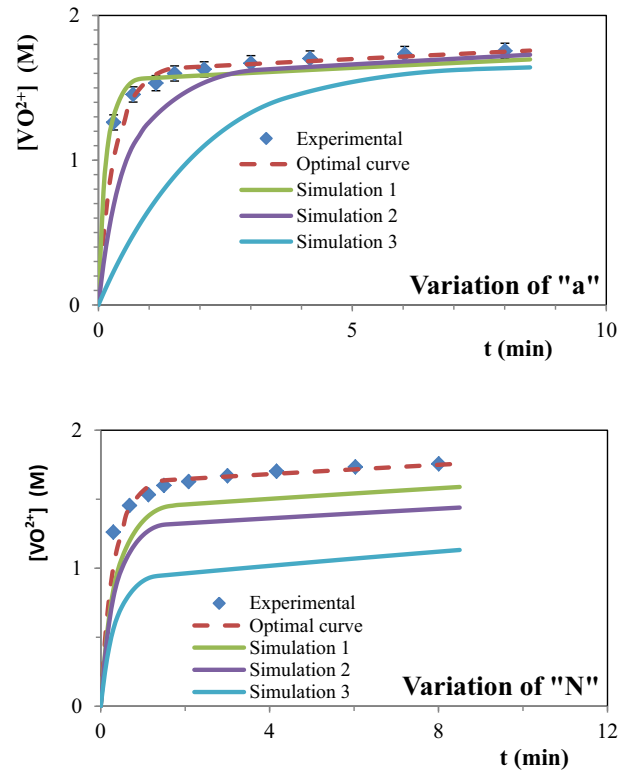 2
[VO²⁺] (M)
1
0
Experimental
Optimal curve
Simulation 1
Simulation 2
Simulation 3
Variation of "a"
0
5
10
t (min)
2
[VO²⁺] (M)
1
0
Experimental
Optimal curve
Simulation 1
Simulation 2
Simulation 3
Variation of "N"
0
4
8
12
t (min)